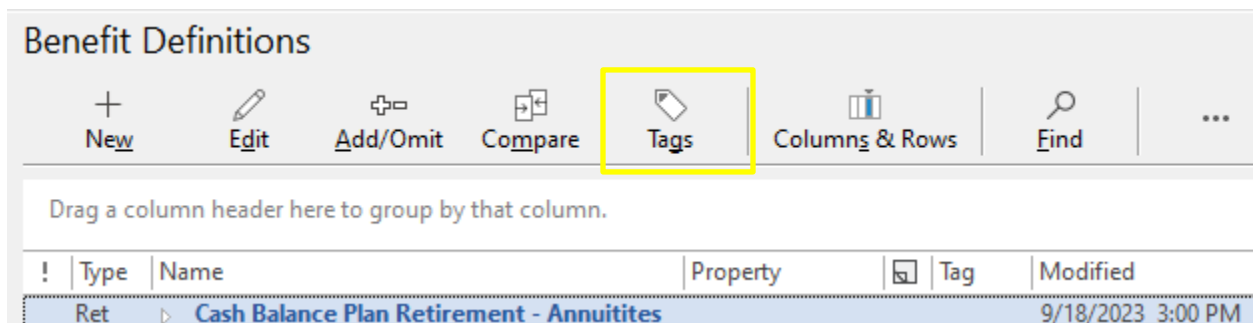 Benefit Definitions
New Edit Add/Omit Compare Tags Columns & Rows Find ...
Drag a column header here to group by that column.
! Type Name Property Tag Modified
Ret Cash Balance Plan Retirement - Annuitites 9/18/2023 3:00 PM